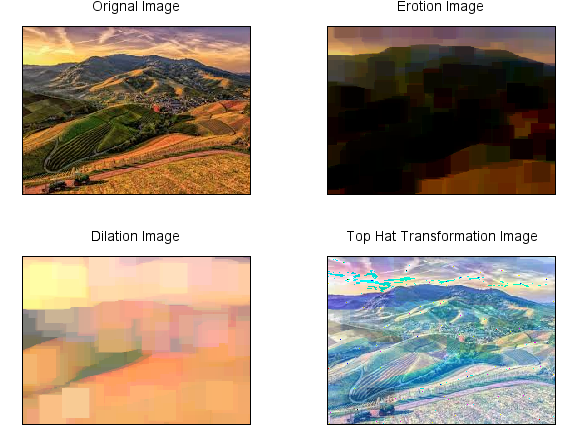 Orignal Image
Erotion Image
Dilation Image
Top Hat Transformation Image